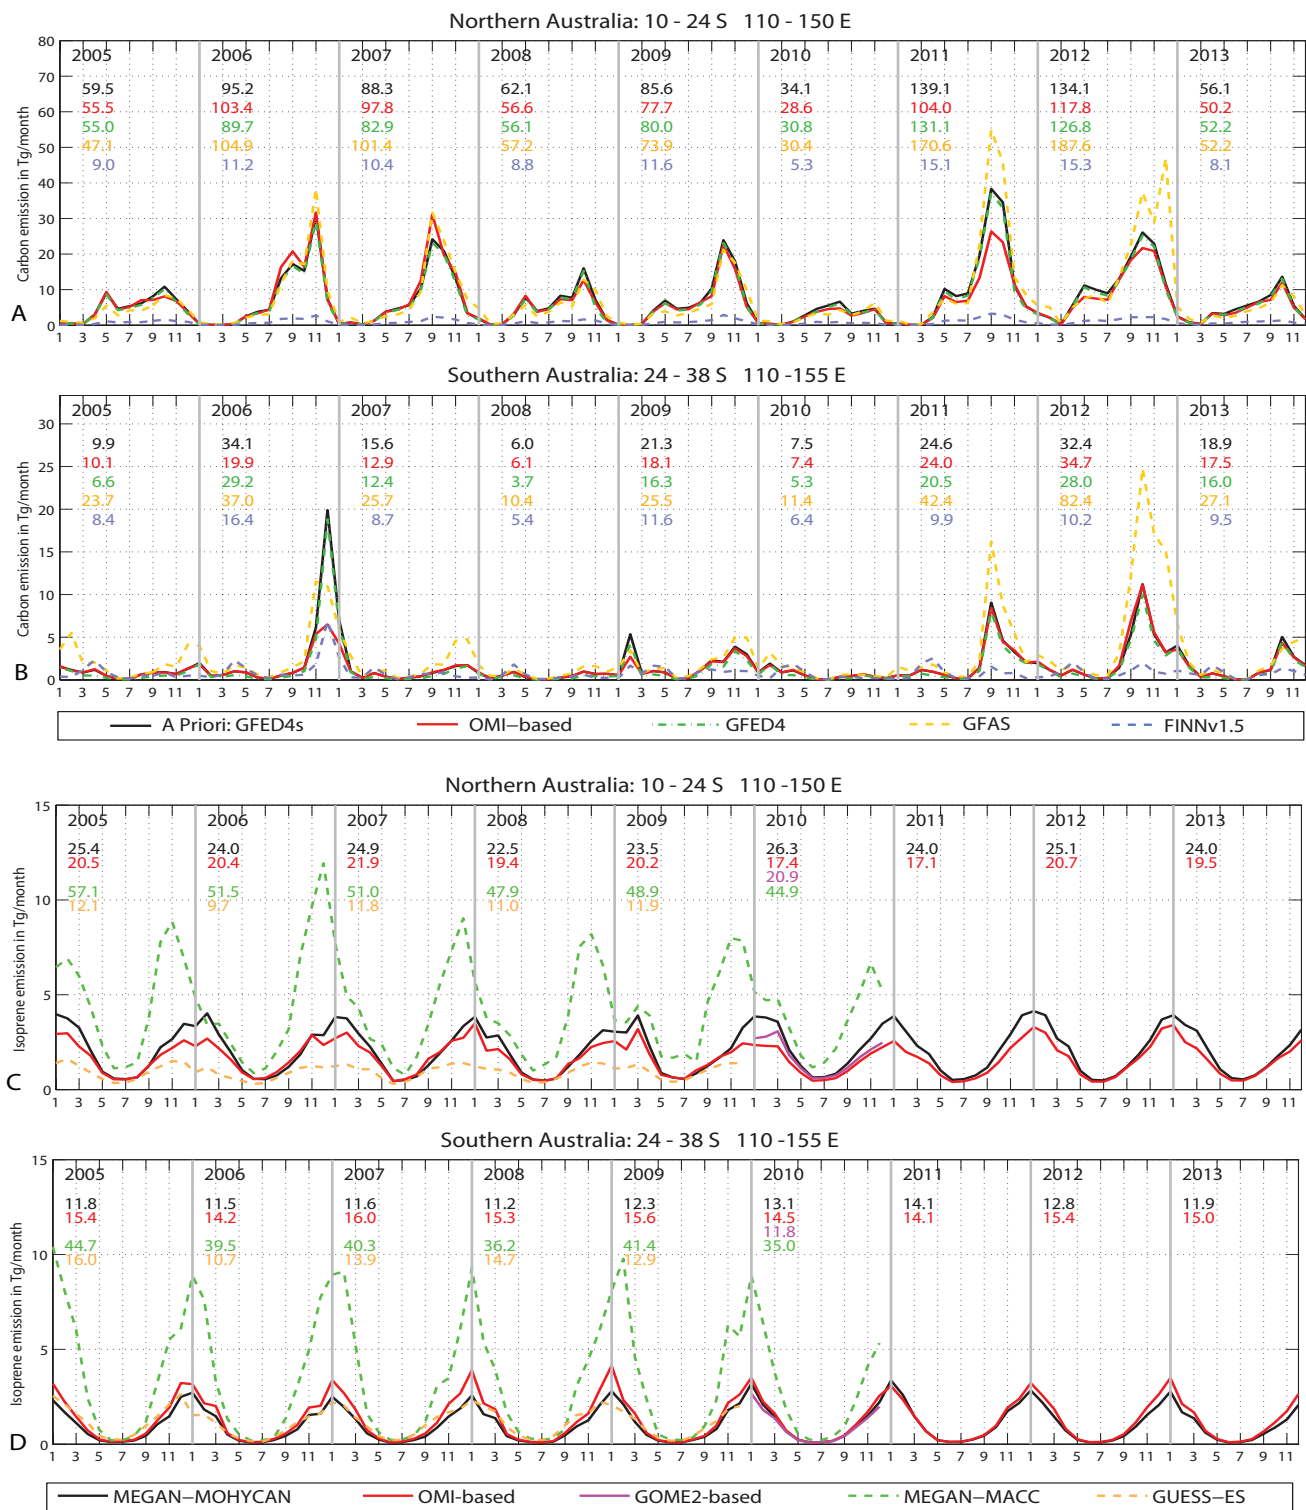 Northern Australia: 10 - 24 S 110 - 150 E
Carbon emission in Tg/month
80
70
60
50
40
30
20
10
0
2005 2006 2007 2008 2009 2010 2011 2012 2013
59.5 95.2 88.3 62.1 85.6 34.1 139.1 134.1 56.1
55.5 103.4 97.8 56.6 77.7 28.6 104.0 117.8 50.2
55.0 89.7 82.9 56.1 80.0 30.8 131.1 126.8 52.2
47.1 104.9 101.4 57.2 73.9 30.4 170.6 187.6 52.2
9.0 11.2 10.4 8.8 11.6 5.3 15.1 15.3 8.1
A
1 3 5 7 9 11 1 3 5 7 9 11 1 3 5 7 9 11 1 3 5 7 9 11 1 3 5 7 9 11 1 3 5 7 9 11 1 3 5 7 9 11 1 3 5 7 9 11 1 3 5 7 9 11
Southern Australia: 24 - 38 S 110 -155 E
Carbon emission in Tg/month
30
25
20
15
10
5
0
2005 2006 2007 2008 2009 2010 2011 2012 2013
9.9 34.1 15.6 6.0 21.3 7.5 24.6 32.4 18.9
10.1 19.9 12.9 6.1 18.1 7.4 24.0 34.7 17.5
6.6 29.2 12.4 3.7 16.3 5.3 20.5 28.0 16.0
23.7 37.0 25.7 10.4 25.5 11.4 42.4 82.4 27.1
8.4 16.4 8.7 5.4 11.6 6.4 9.9 10.2 9.5
B
1 3 5 7 9 11 1 3 5 7 9 11 1 3 5 7 9 11 1 3 5 7 9 11 1 3 5 7 9 11 1 3 5 7 9 11 1 3 5 7 9 11 1 3 5 7 9 11 1 3 5 7 9 11
A Priori: GFED4s OMI-based GFED4 GFAS FINNv1.5
Northern Australia: 10 - 24 S 110 -150 E
Isoprene emission in Tg/month
15
10
5
0
2005 2006 2007 2008 2009 2010 2011 2012 2013
25.4 24.0 24.9 22.5 23.5 26.3 24.0 25.1 24.0
20.5 20.4 21.9 19.4 20.2 17.4 17.1 20.7 19.5
20.9
57.1 51.5 51.0 47.9 48.9 44.9
12.1 9.7 11.8 11.0 11.9
C
1 3 5 7 9 11 1 3 5 7 9 11 1 3 5 7 9 11 1 3 5 7 9 11 1 3 5 7 9 11 1 3 5 7 9 11 1 3 5 7 9 11 1 3 5 7 9 11 1 3 5 7 9 11
Southern Australia: 24 - 38 S 110 -155 E
Isoprene emission in Tg/month
15
10
5
0
2005 2006 2007 2008 2009 2010 2011 2012 2013
11.8 11.5 11.6 11.2 12.3 13.1 14.1 12.8 11.9
15.4 14.2 16.0 15.3 15.6 14.5 14.1 15.4 15.0
11.8
44.7 39.5 40.3 36.2 41.4 35.0
16.0 10.7 13.9 14.7 12.9
D
1 3 5 7 9 11 1 3 5 7 9 11 1 3 5 7 9 11 1 3 5 7 9 11 1 3 5 7 9 11 1 3 5 7 9 11 1 3 5 7 9 11 1 3 5 7 9 11 1 3 5 7 9 11
MEGAN-MOHYCAN OMI-based GOME2-based MEGAN-MACC GUESS-ES